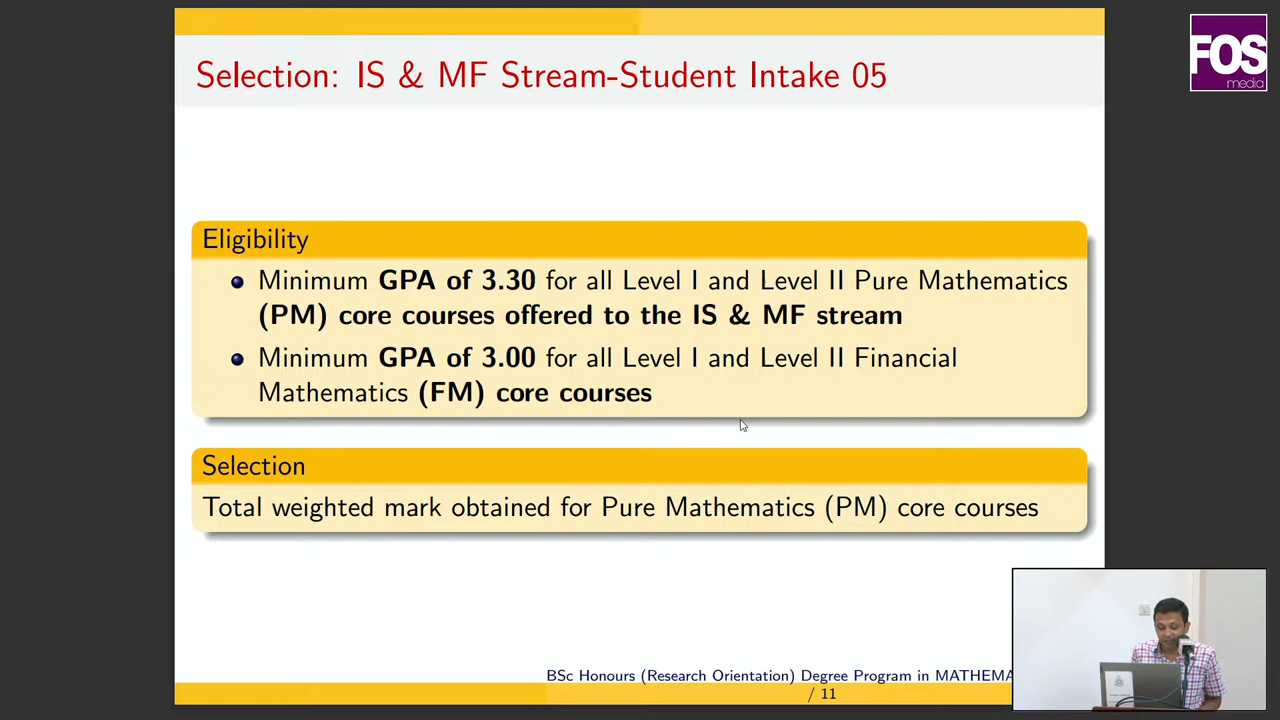 FOS
media
Selection: IS & MF Stream-Student Intake 05
Eligibility
Minimum GPA of 3.30 for all Level I and Level II Pure Mathematics
(PM) core courses offered to the IS & MF stream
Minimum GPA of 3.00 for all Level I and Level II Financial
Mathematics (FM) core courses
Selection
Total weighted mark obtained for Pure Mathematics (PM) core courses
BSc Honours (Research Orientation) Degree Program in MATHEMA
/ 11